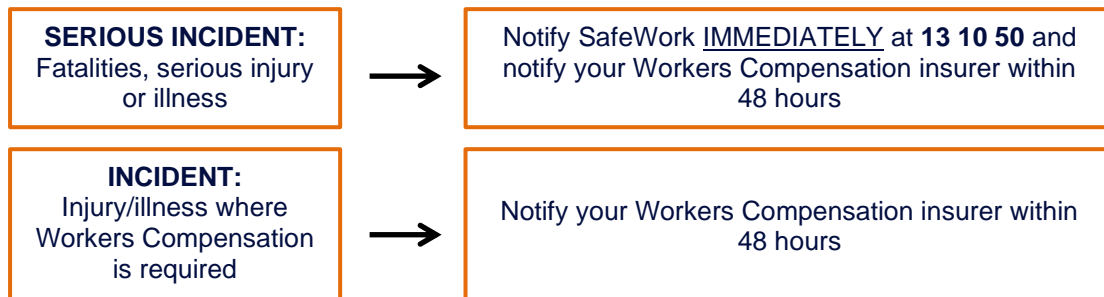 SERIOUS INCIDENT:
Fatalities, serious injury
or illness
Notify SafeWork IMMEDIATELY at 13 10 50 and
notify your Workers Compensation insurer within
48 hours
INCIDENT:
Injury/illness where
Workers Compensation
is required
Notify your Workers Compensation insurer within
48 hours